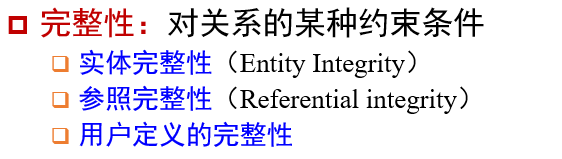 完整性：对关系的某种约束条件
实体完整性（Entity Integrity）
参照完整性（Referential integrity）
用户定义的完整性